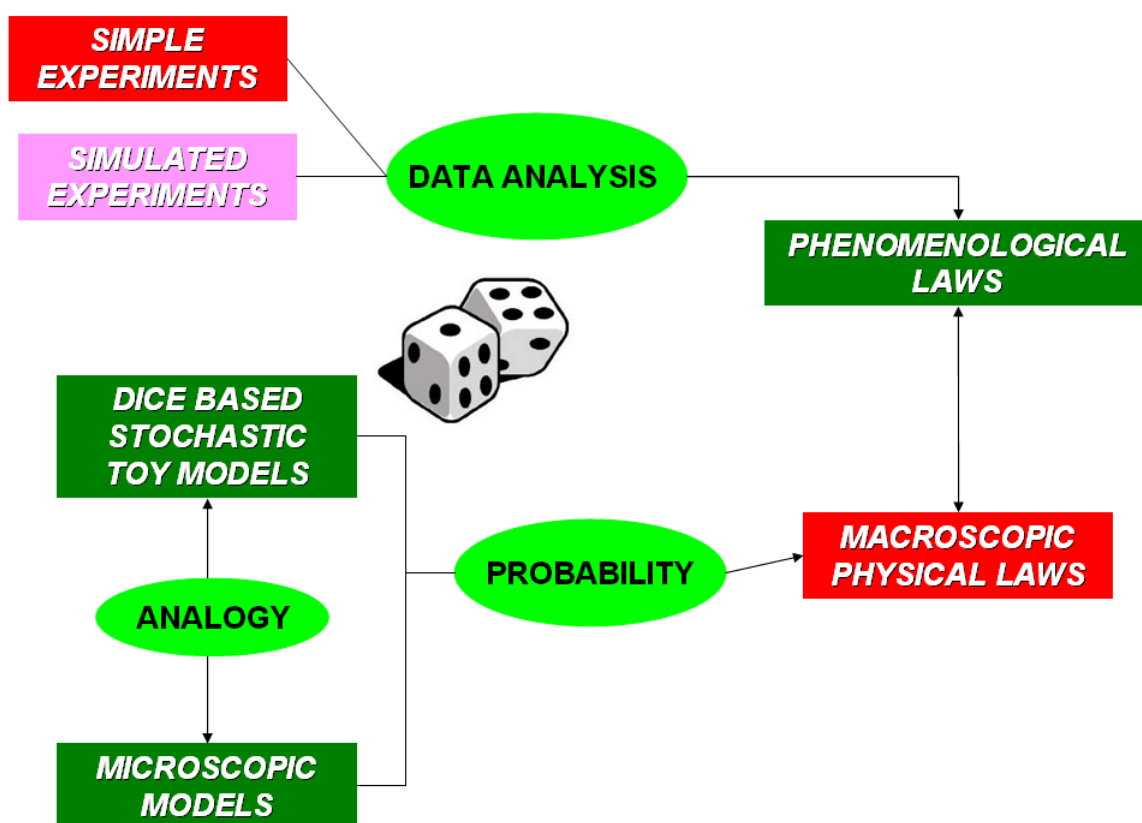 SIMPLE
EXPERIMENTS
SIMULATED
EXPERIMENTS
DATA ANALYSIS
PHENOMENOLOGICAL
LAWS
DICE BASED
STOCHASTIC
TOY MODELS
MACROSCOPIC
PHYSICAL LAWS
PROBABILITY
ANALOGY
MICROSCOPIC
MODELS